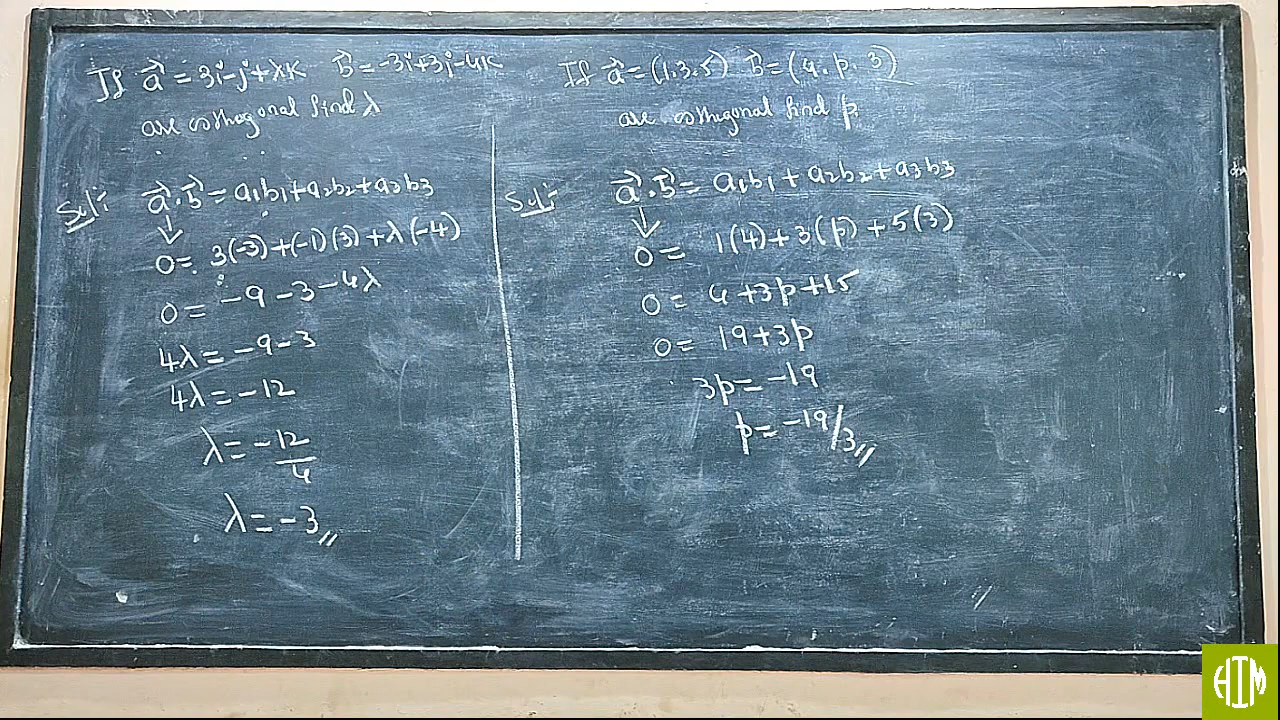 If a⃗ = 3i-j+λk b⃗ = -3i+3j-4k
are orthogonal find λ
Sol:- a⃗.b⃗ = a1b1+a2b2+a3b3
↓
0 = 3(-3)+(-1)(3)+λ(-4)
0 = -9-3-4λ
4λ = -9-3
4λ = -12
λ = -12/4
λ = -3//
If a⃗ = (1.3.5) b⃗ = (4. p. 3)
are orthogonal find p.
Sol:- a⃗.b⃗ = a1b1+a2b2+a3b3
↓
0 = 1(4)+3(p)+5(3)
0 = 4+3p+15
0 = 19+3p
3p = -19
p = -19/3//
AIM